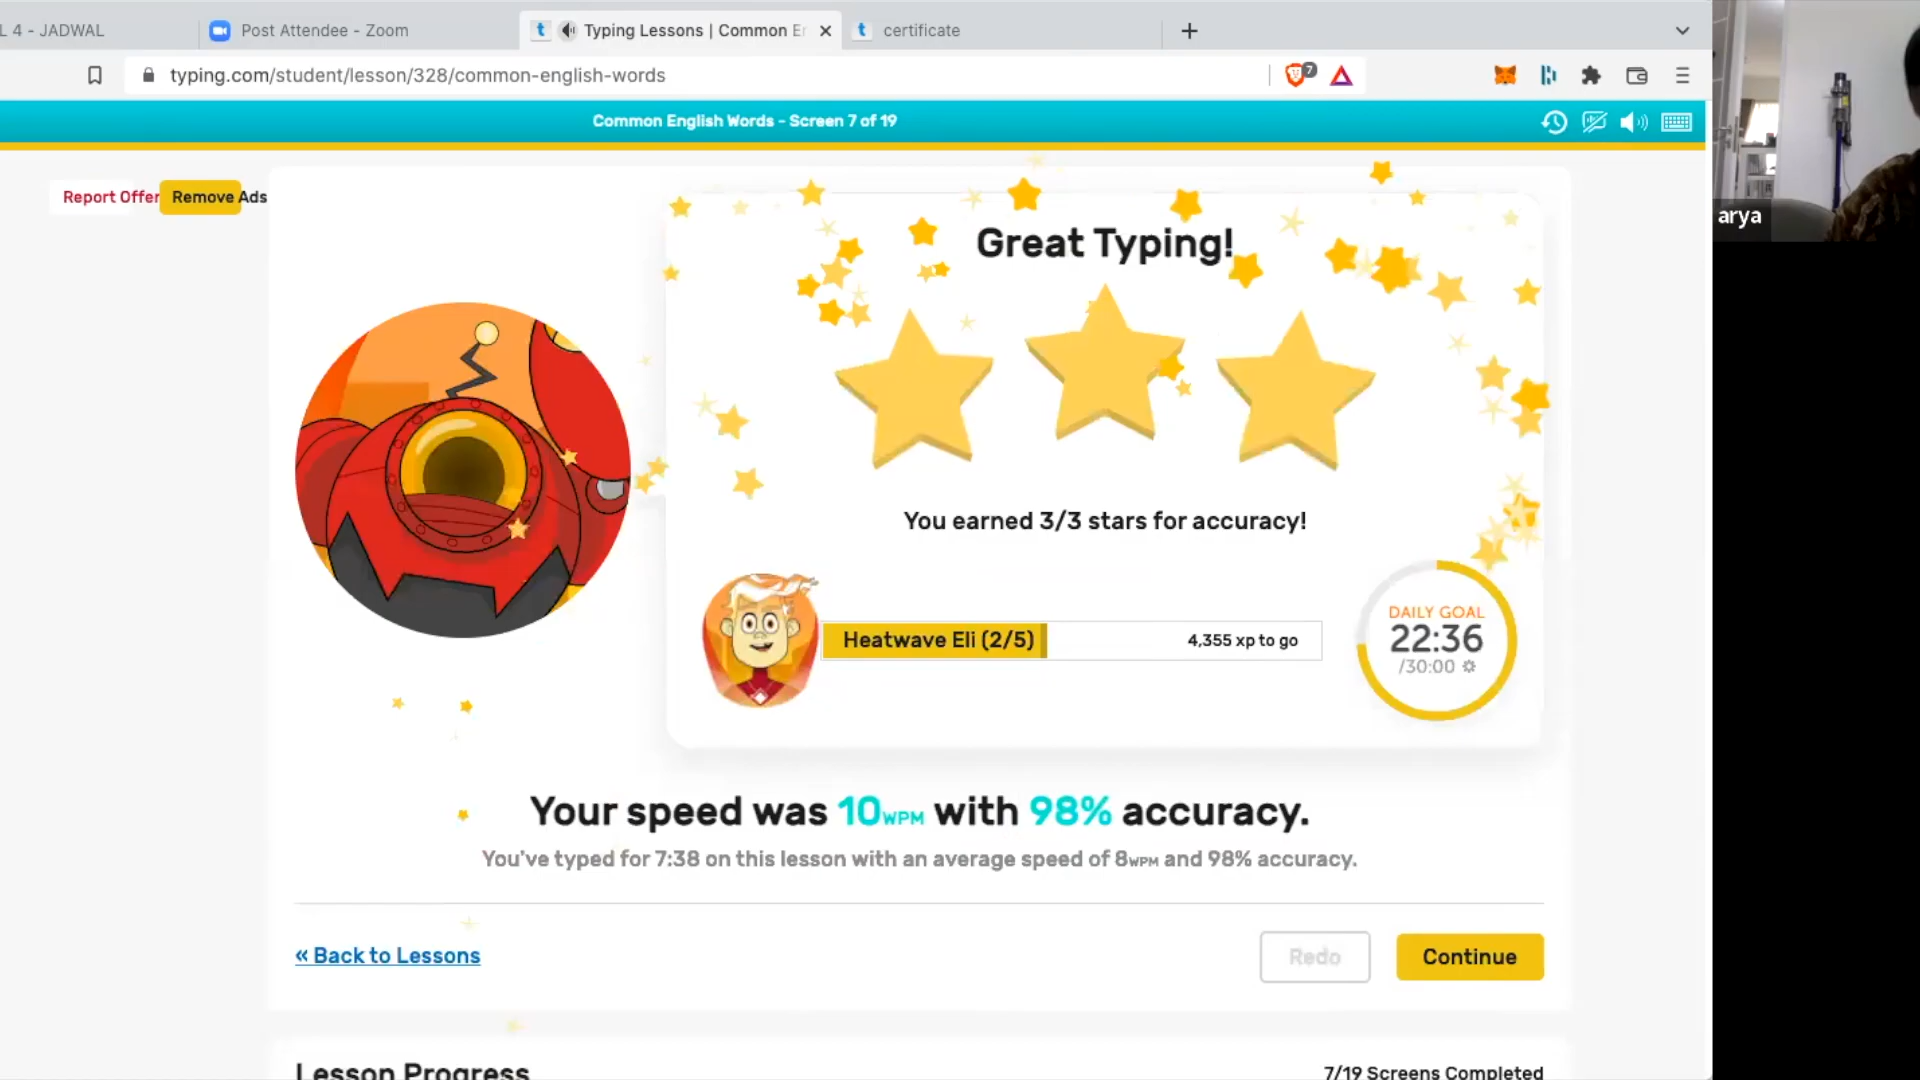 L 4 - JADWAL
Post Attendee - Zoom
Typing Lessons | Common Er
certificate
typing.com/student/lesson/328/common-english-words
7
Common English Words - Screen 7 of 19
Report Offer
Remove Ads
arya
Great Typing!
You earned 3/3 stars for accuracy!
Heatwave Eli (2/5)
4,355 xp to go
DAILY GOAL
22:36
/30:00
Your speed was 10WPM with 98% accuracy.
You've typed for 7:38 on this lesson with an average speed of 8WPM and 98% accuracy.
« Back to Lessons
Redo
Continue
Lesson Progress
7/19 Screens Completed